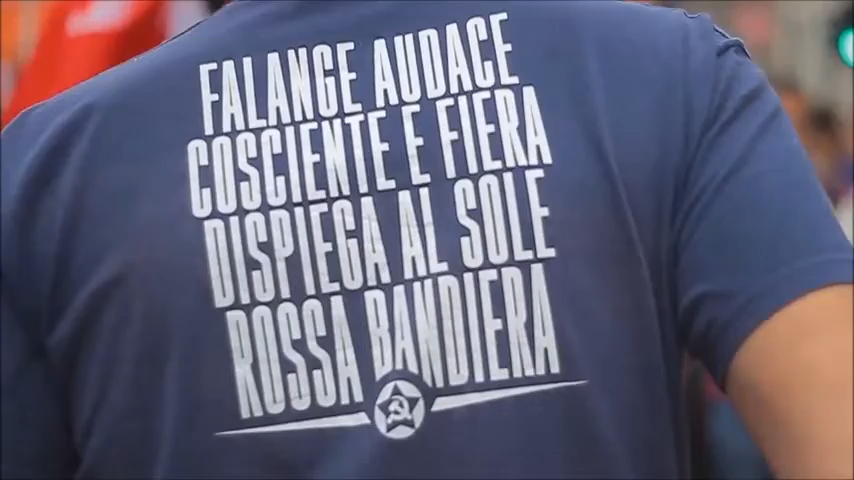 FALANGE AUDACE
COSCIENTE E FIERA
DISPIEGA AL SOLE
ROSSA BANDIERA